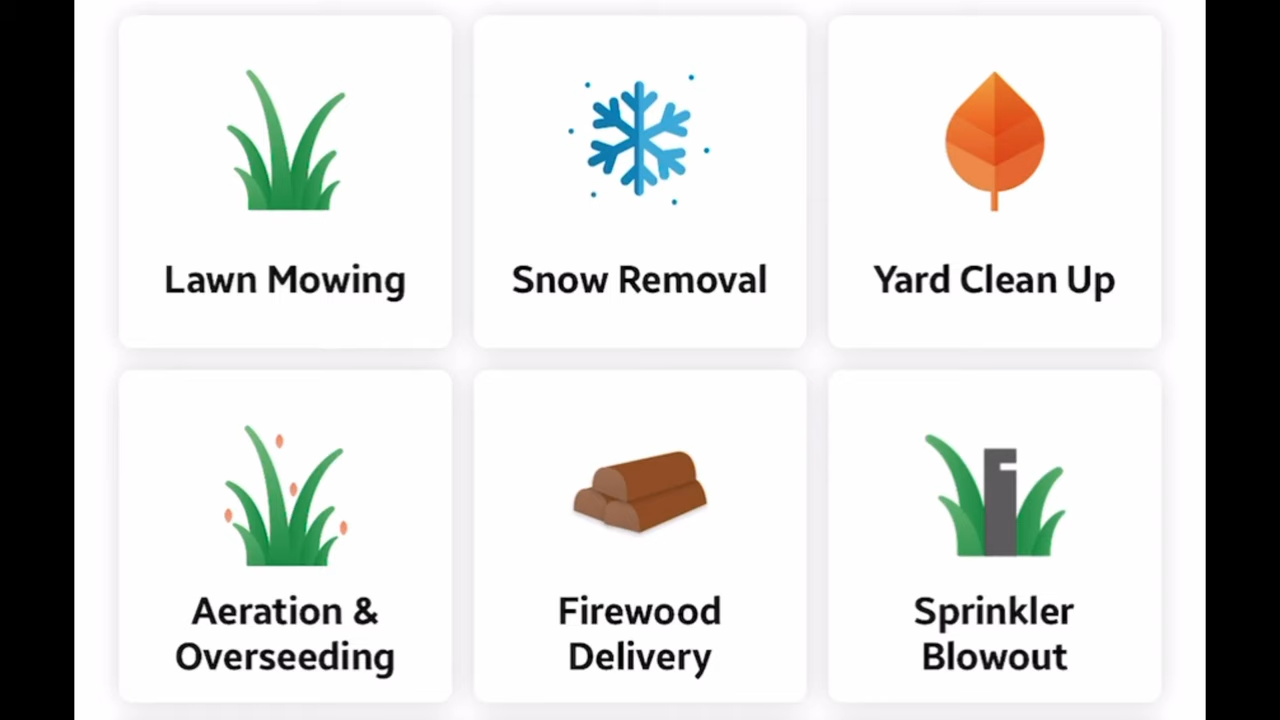 Lawn Mowing
Snow Removal
Yard Clean Up
Aeration &
Overseeding
Firewood
Delivery
Sprinkler
Blowout